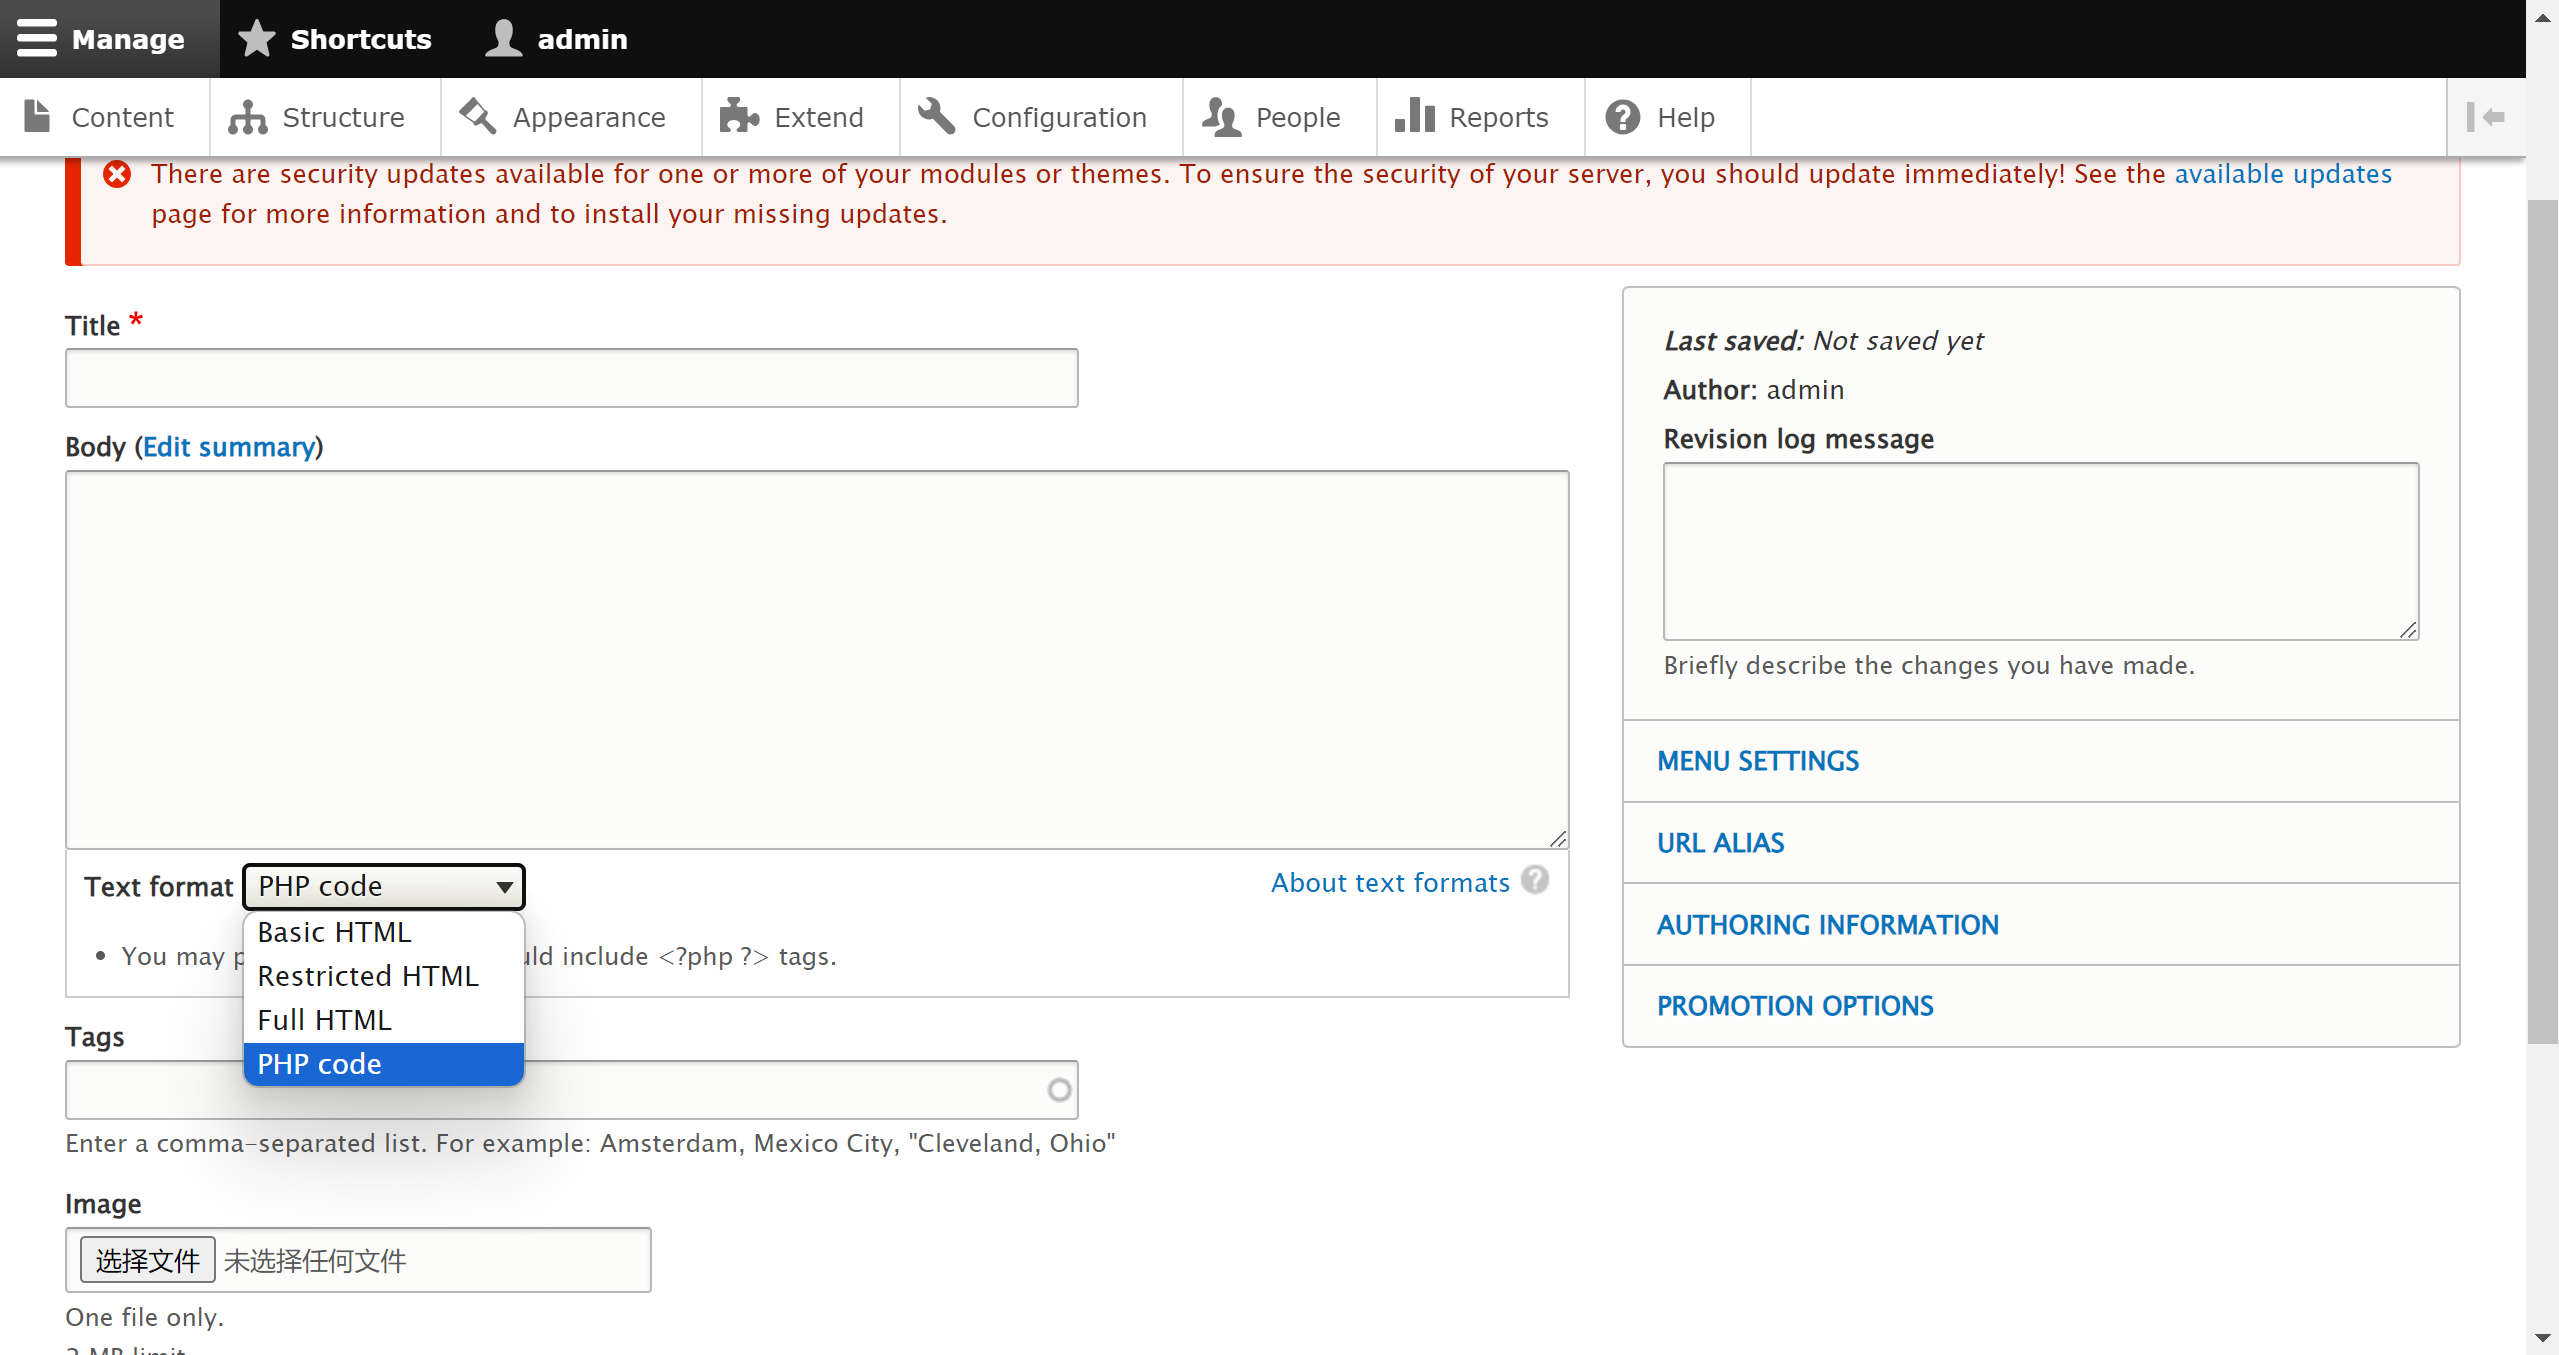 Manage Shortcuts admin
Content Structure Appearance Extend Configuration People Reports Help
There are security updates available for one or more of your modules or themes. To ensure the security of your server, you should update immediately! See the available updates
page for more information and to install your missing updates.
Title *
Body (Edit summary)
Text format PHP code
About text formats ?
Basic HTML
Restricted HTML
Full HTML
PHP code
• You may p
uld include <?php ?> tags.
Tags
Enter a comma-separated list. For example: Amsterdam, Mexico City, "Cleveland, Ohio"
Image
选择文件 未选择任何文件
One file only.
2 MB limit.
Last saved: Not saved yet
Author: admin
Revision log message
Briefly describe the changes you have made.
MENU SETTINGS
URL ALIAS
AUTHORING INFORMATION
PROMOTION OPTIONS